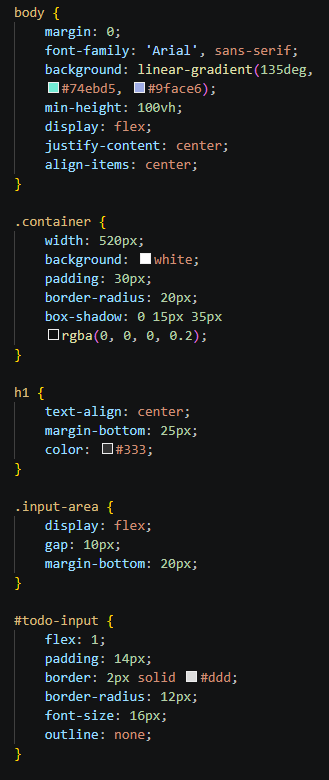 body {
    margin: 0;
    font-family: 'Arial', sans-serif;
    background: linear-gradient(135deg,
    #74ebd5, #9face6);
    min-height: 100vh;
    display: flex;
    justify-content: center;
    align-items: center;
}

.container {
    width: 520px;
    background: white;
    padding: 30px;
    border-radius: 20px;
    box-shadow: 0 15px 35px
    rgba(0, 0, 0, 0.2);
}

h1 {
    text-align: center;
    margin-bottom: 25px;
    color: #333;
}

.input-area {
    display: flex;
    gap: 10px;
    margin-bottom: 20px;
}

#todo-input {
    flex: 1;
    padding: 14px;
    border: 2px solid #ddd;
    border-radius: 12px;
    font-size: 16px;
    outline: none;
}